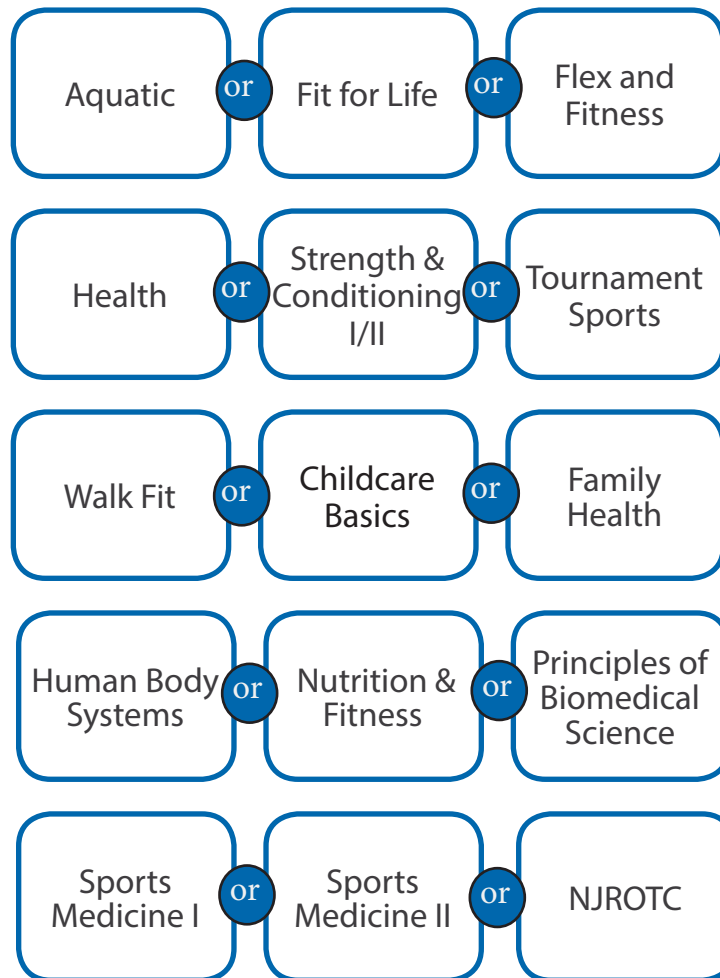 Aquatic or Fit for Life or Flex and
Fitness
Health or Strength &
Conditioning
I/II or Tournament
Sports
Walk Fit or Childcare
Basics or Family
Health
Human Body
Systems or Nutrition &
Fitness or Principles of
Biomedical
Science
Sports
Medicine I or Sports
Medicine II or NJROTC